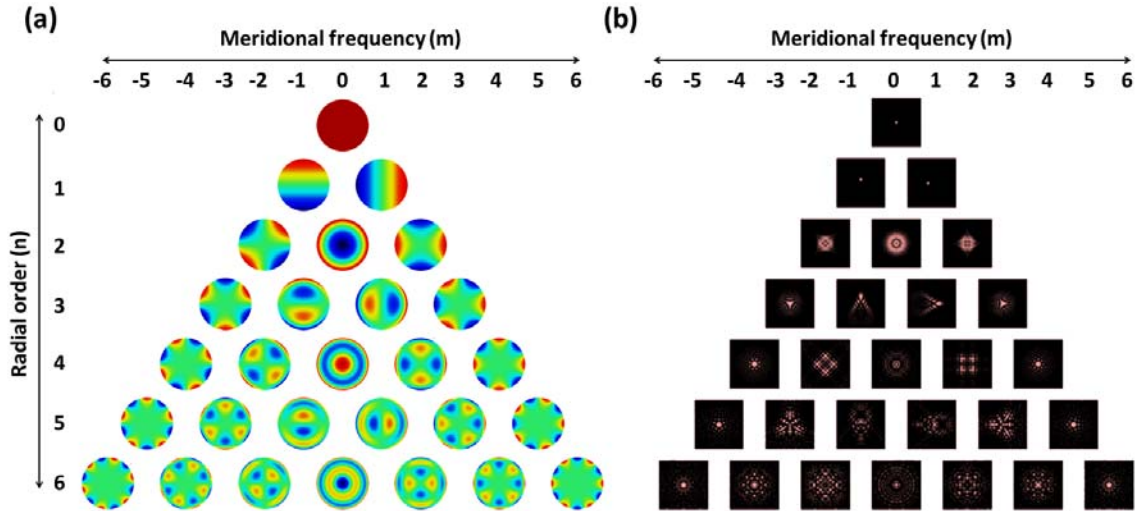 (a)
Meridional frequency (m)
-6 -5 -4 -3 -2 -1 0 1 2 3 4 5 6
Radial order (n)
0
1
2
3
4
5
6
(b)
Meridional frequency (m)
-6 -5 -4 -3 -2 -1 0 1 2 3 4 5 6